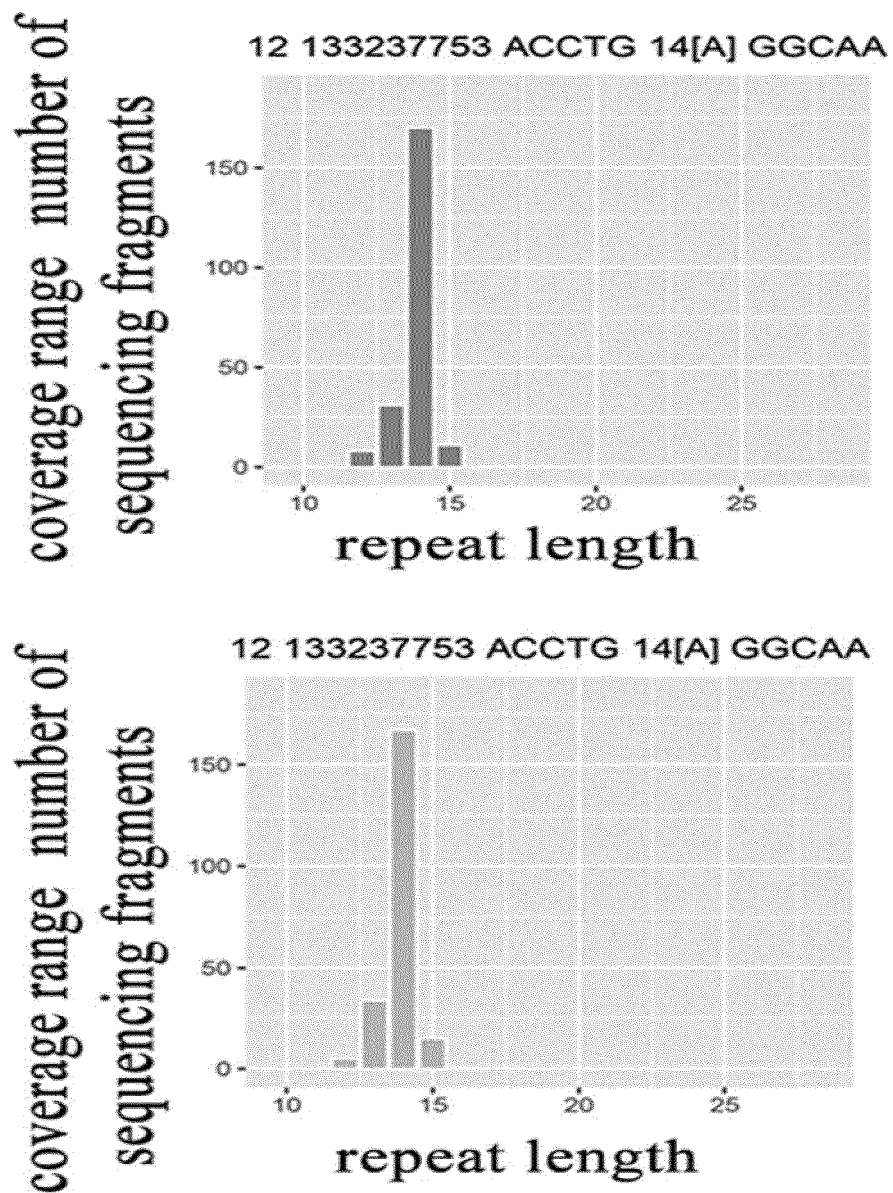 12 133237753 ACCTG 14[A] GGCAA
coverage range number of
sequencing fragments
150
100
50
0
10 15 20 25
repeat length
12 133237753 ACCTG 14[A] GGCAA
coverage range number of
sequencing fragments
150
100
50
0
10 15 20 25
repeat length